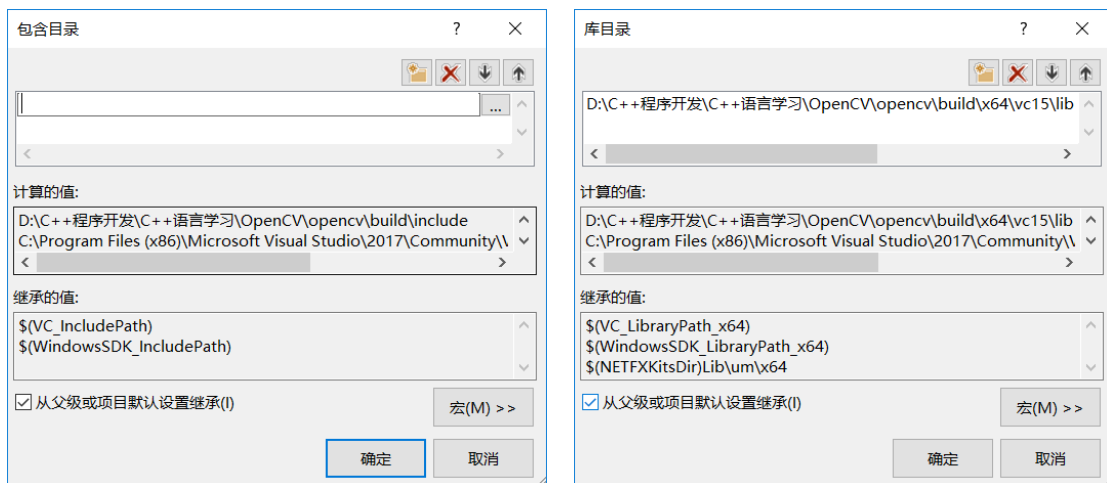 包含目录
?
...
计算的值:
D:\C++程序开发\C++语言学习\OpenCV\opencv\build\include
C:\Program Files (x86)\Microsoft Visual Studio\2017\Community\\
继承的值:
$(VC_IncludePath)
$(WindowsSDK_IncludePath)
从父级或项目默认设置继承(I)
宏(M) >>
确定
取消
库目录
?
D:\C++程序开发\C++语言学习\OpenCV\opencv\build\x64\vc15\lib
计算的值:
D:\C++程序开发\C++语言学习\OpenCV\opencv\build\x64\vc15\lib
C:\Program Files (x86)\Microsoft Visual Studio\2017\Community\\
继承的值:
$(VC_LibraryPath_x64)
$(WindowsSDK_LibraryPath_x64)
$(NETFXKitsDir)Lib\um\x64
从父级或项目默认设置继承(I)
宏(M) >>
确定
取消